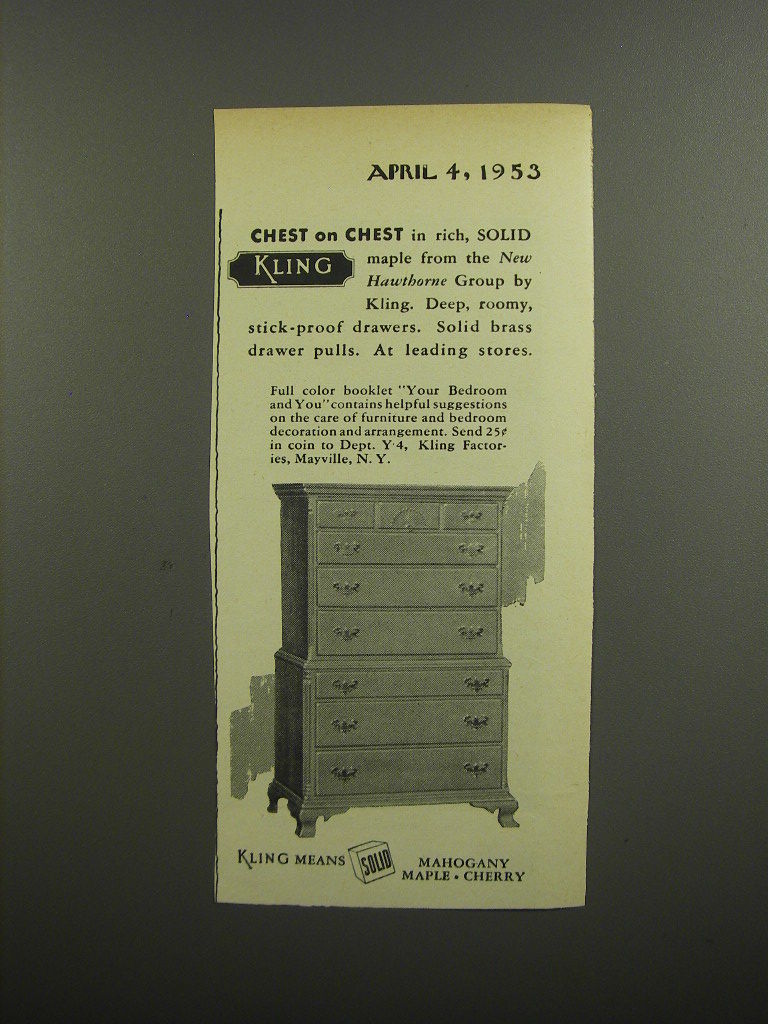 APRIL 4, 1953
CHEST on CHEST in rich, SOLID
KLING
maple from the New
Hawthorne Group by
Kling. Deep, roomy,
stick-proof drawers. Solid brass
drawer pulls. At leading stores.
Full color booklet "Your Bedroom
and You" contains helpful suggestions
on the care of furniture and bedroom
decoration and arrangement. Send 25¢
in coin to Dept. Y-4, Kling Factor-
ies, Mayville, N. Y.
KLING MEANS SOLID MAHOGANY
MAPLE • CHERRY